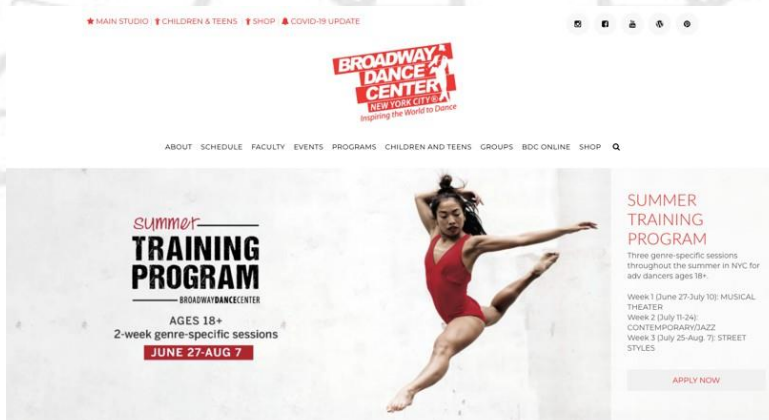 MAIN STUDIO CHILDREN & TEENS SHOP COVID-19 UPDATE
BROADWAY
DANCE
CENTER
NEW YORK CITY®
Inspiring the World to Dance
ABOUT SCHEDULE FACULTY EVENTS PROGRAMS CHILDREN AND TEENS GROUPS BDC ONLINE SHOP
summer
TRAINING
PROGRAM
BROADWAYDANCECENTER
AGES 18+
2-week genre-specific sessions
JUNE 27-AUG 7
SUMMER
TRAINING
PROGRAM
Three genre-specific sessions
throughout the summer in NYC for
adv dancers ages 18+.
Week 1 (June 27-July 10): MUSICAL
THEATER
Week 2 (July 11-24):
CONTEMPORARY/JAZZ
Week 3 (July 25-Aug. 7): STREET
STYLES
APPLY NOW